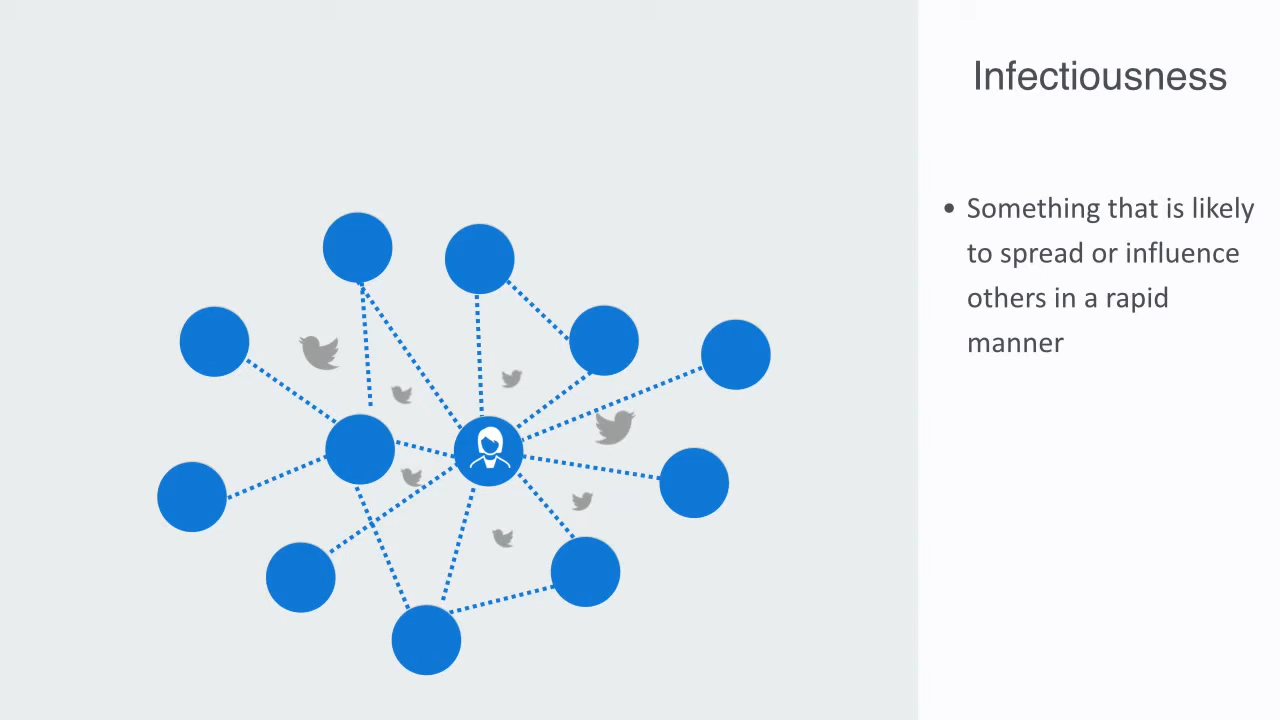 Infectiousness
• Something that is likely
to spread or influence
others in a rapid
manner